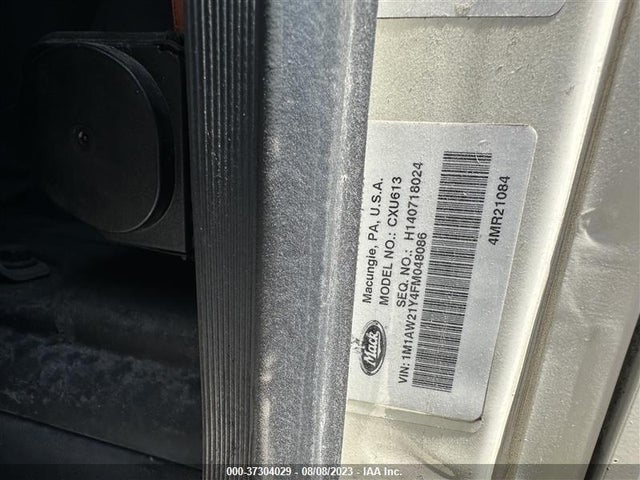 Mack
Macungie, PA, U.S.A.
MODEL NO.: CXU613
SEQ. NO.: H140718024
VIN: 1M1AW21Y4FM048086
4MR21084
000-37304029 - 08/08/2023 - IAA Inc.